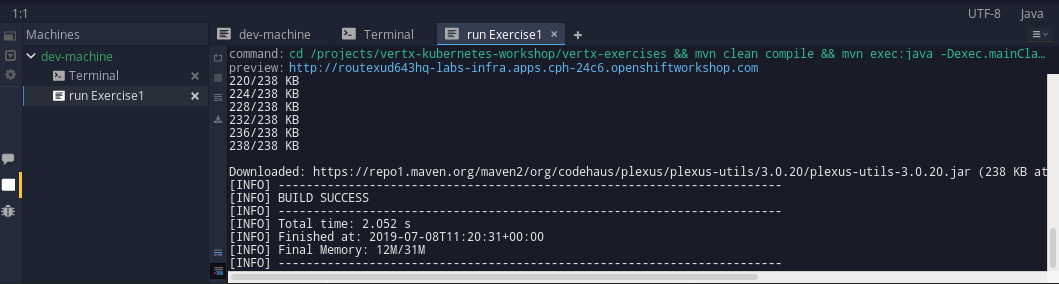 1:1 UTF-8 Java
Machines
dev-machine Terminal run Exercise1 × +
dev-machine
Terminal ×
run Exercise1 ×
command: cd /projects/vertx-kubernetes-workshop/vertx-exercises && mvn clean compile && mvn exec:java -Dexec.mainCla...
preview: http://routexud643hq-labs-infra.apps.cph-24c6.openshiftworkshop.com
220/238 KB
224/238 KB
228/238 KB
232/238 KB
236/238 KB
238/238 KB
Downloaded: https://repo1.maven.org/maven2/org/codehaus/plexus/plexus-utils/3.0.20/plexus-utils-3.0.20.jar (238 KB at
[INFO] ------------------------------------------------------------------------
[INFO] BUILD SUCCESS
[INFO] ------------------------------------------------------------------------
[INFO] Total time: 2.052 s
[INFO] Finished at: 2019-07-08T11:20:31+00:00
[INFO] Final Memory: 12M/31M
[INFO] ------------------------------------------------------------------------